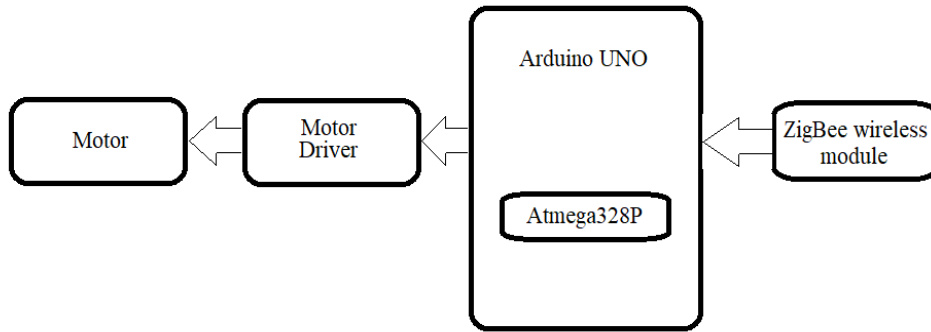 Motor
Motor
Driver
Arduino UNO
Atmega328P
ZigBee wireless
module